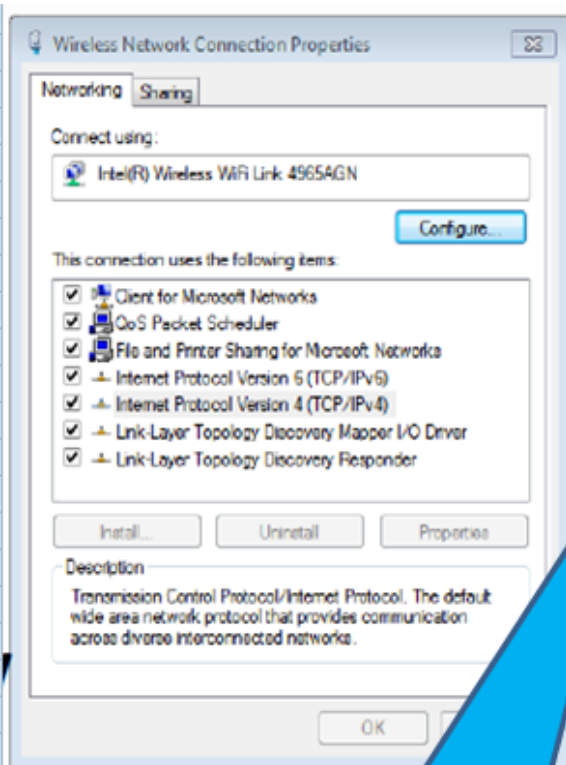 Wireless Network Connection Properties
Networking Sharing
Connect using:
Intel(R) Wireless WiFi Link 4965AGN
Configure...
This connection uses the following items:
Client for Microsoft Networks
QoS Packet Scheduler
File and Printer Sharing for Microsoft Networks
Internet Protocol Version 6 (TCP/IPv6)
Internet Protocol Version 4 (TCP/IPv4)
Link-Layer Topology Discovery Mapper I/O Driver
Link-Layer Topology Discovery Responder
Install... Uninstall Properties
Description
Transmission Control Protocol/Internet Protocol. The default
wide area network protocol that provides communication
across diverse interconnected networks.
OK